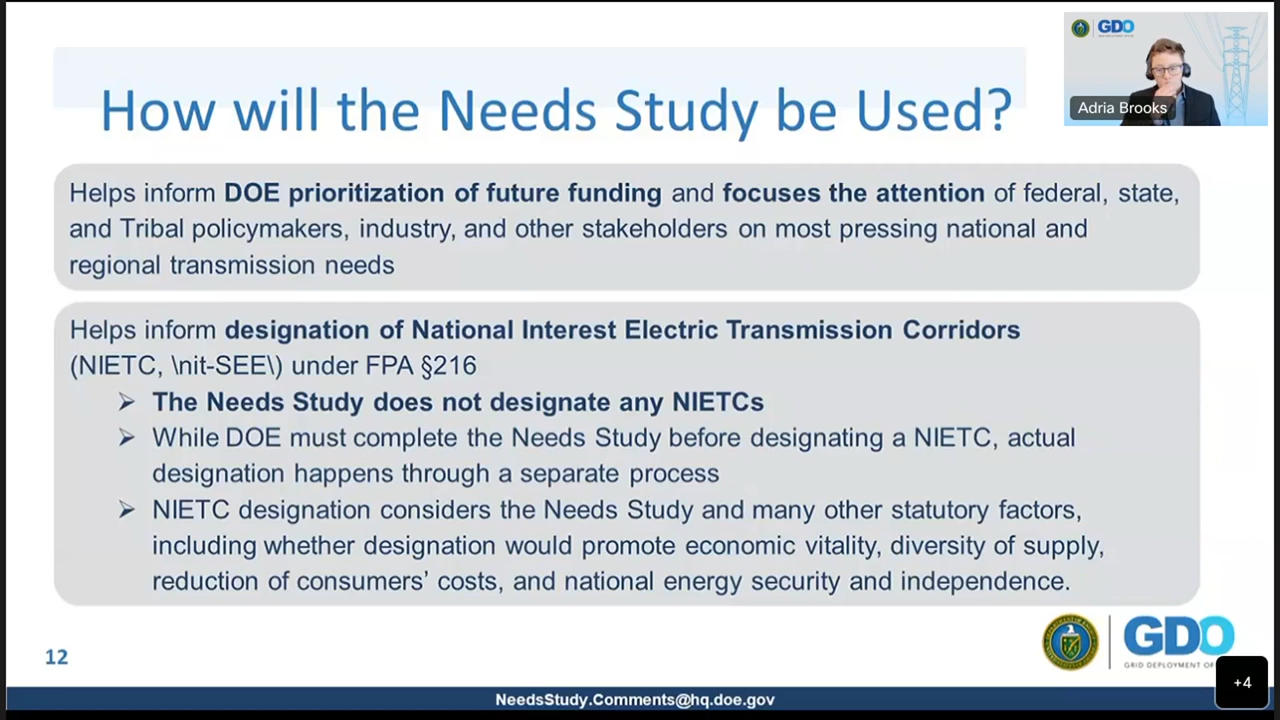 How will the Needs Study be Used?
GDO
Adria Brooks
Helps inform DOE prioritization of future funding and focuses the attention of federal, state,
and Tribal policymakers, industry, and other stakeholders on most pressing national and
regional transmission needs
Helps inform designation of National Interest Electric Transmission Corridors
(NIETC, \nit-SEE\) under FPA §216
➢ The Needs Study does not designate any NIETCs
➢ While DOE must complete the Needs Study before designating a NIETC, actual
designation happens through a separate process
➢ NIETC designation considers the Needs Study and many other statutory factors,
including whether designation would promote economic vitality, diversity of supply,
reduction of consumers’ costs, and national energy security and independence.
12
GDO
GRID DEPLOYMENT OF
+4
NeedsStudy.Comments@hq.doe.gov